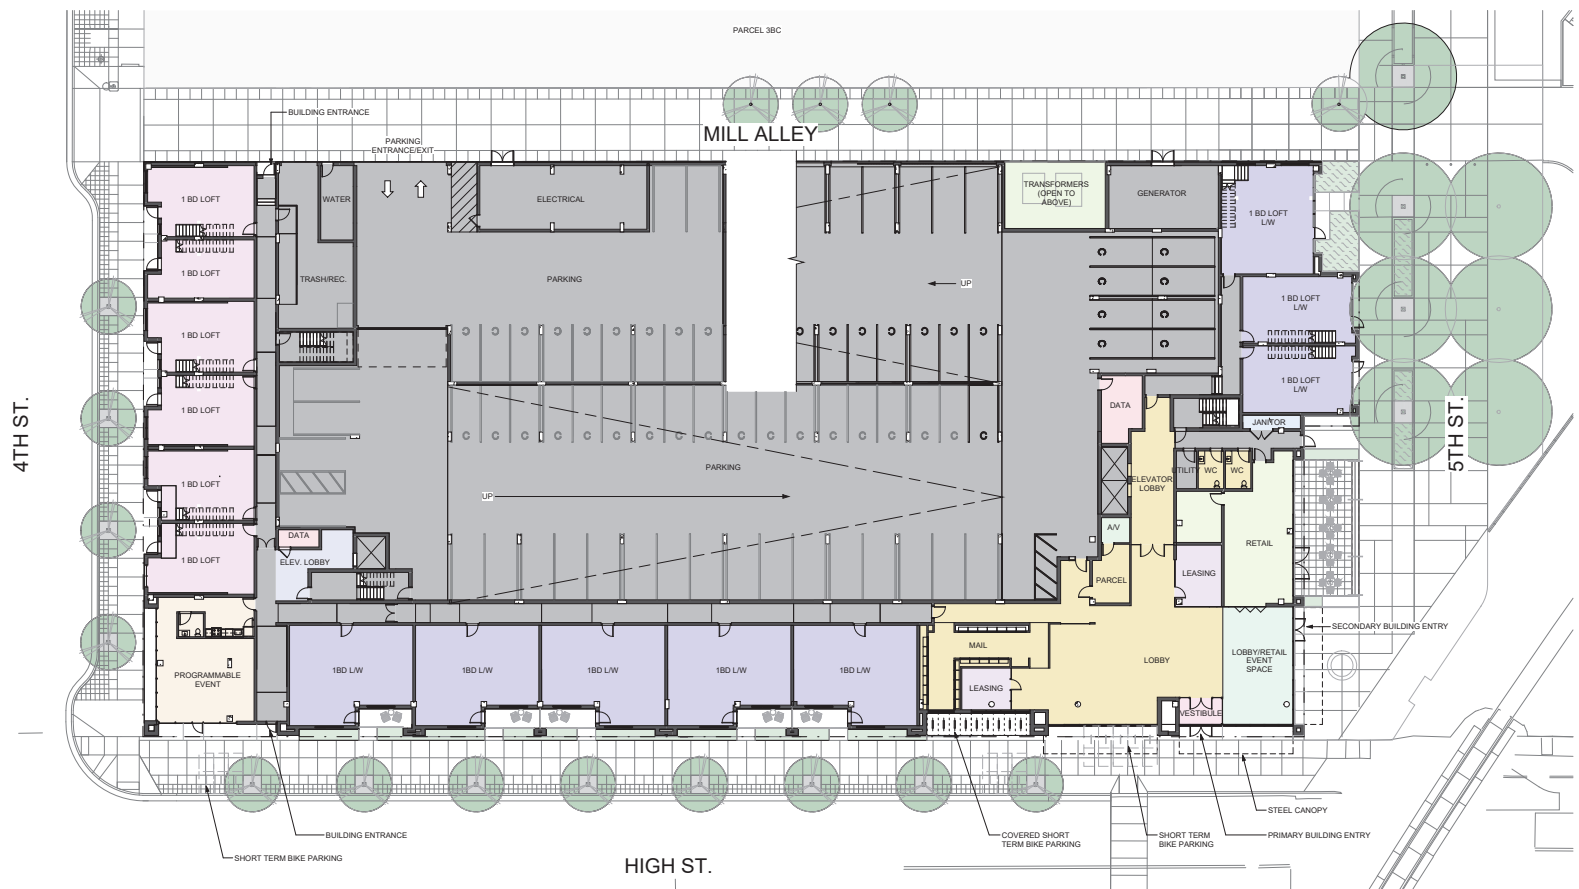 PARCEL 3BC
BUILDING ENTRANCE
MILL ALLEY
PARKING
ENTRANCE/EXIT
1 BD LOFT
WATER
ELECTRICAL
TRANSFORMERS
(OPEN TO
ABOVE)
GENERATOR
1 BD LOFT
L/W
1 BD LOFT
TRASH/REC.
PARKING
UP
1 BD LOFT
L/W
1 BD LOFT
1 BD LOFT
L/W
1 BD LOFT
DATA
JANITOR
4TH ST.
5TH ST.
1 BD LOFT
PARKING
UP
ELEVATOR
LOBBY
UTILITY
WC
WC
A/V
DATA
RETAIL
1 BD LOFT
ELEV. LOBBY
PARCEL
LEASING
SECONDARY BUILDING ENTRY
PROGRAMMABLE
EVENT
1BD L/W
1BD L/W
1BD L/W
1BD L/W
1BD L/W
MAIL
LEASING
LOBBY
LOBBY/RETAIL
EVENT
SPACE
VESTIBULE
STEEL CANOPY
BUILDING ENTRANCE
COVERED SHORT
TERM BIKE PARKING
SHORT TERM
BIKE PARKING
PRIMARY BUILDING ENTRY
SHORT TERM BIKE PARKING
HIGH ST.